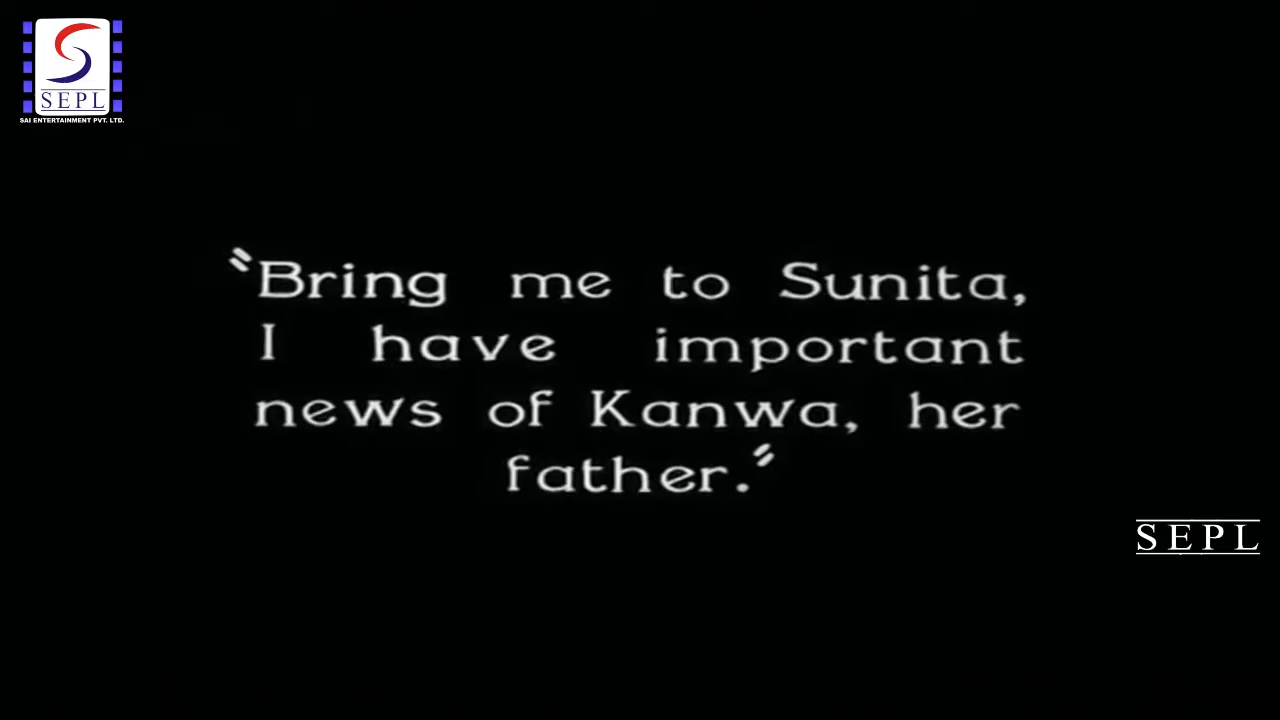 SEPL
SAI ENTERTAINMENT PVT. LTD.
"Bring me to Sunita,
I have important
news of Kanwa, her
father."
SEPL